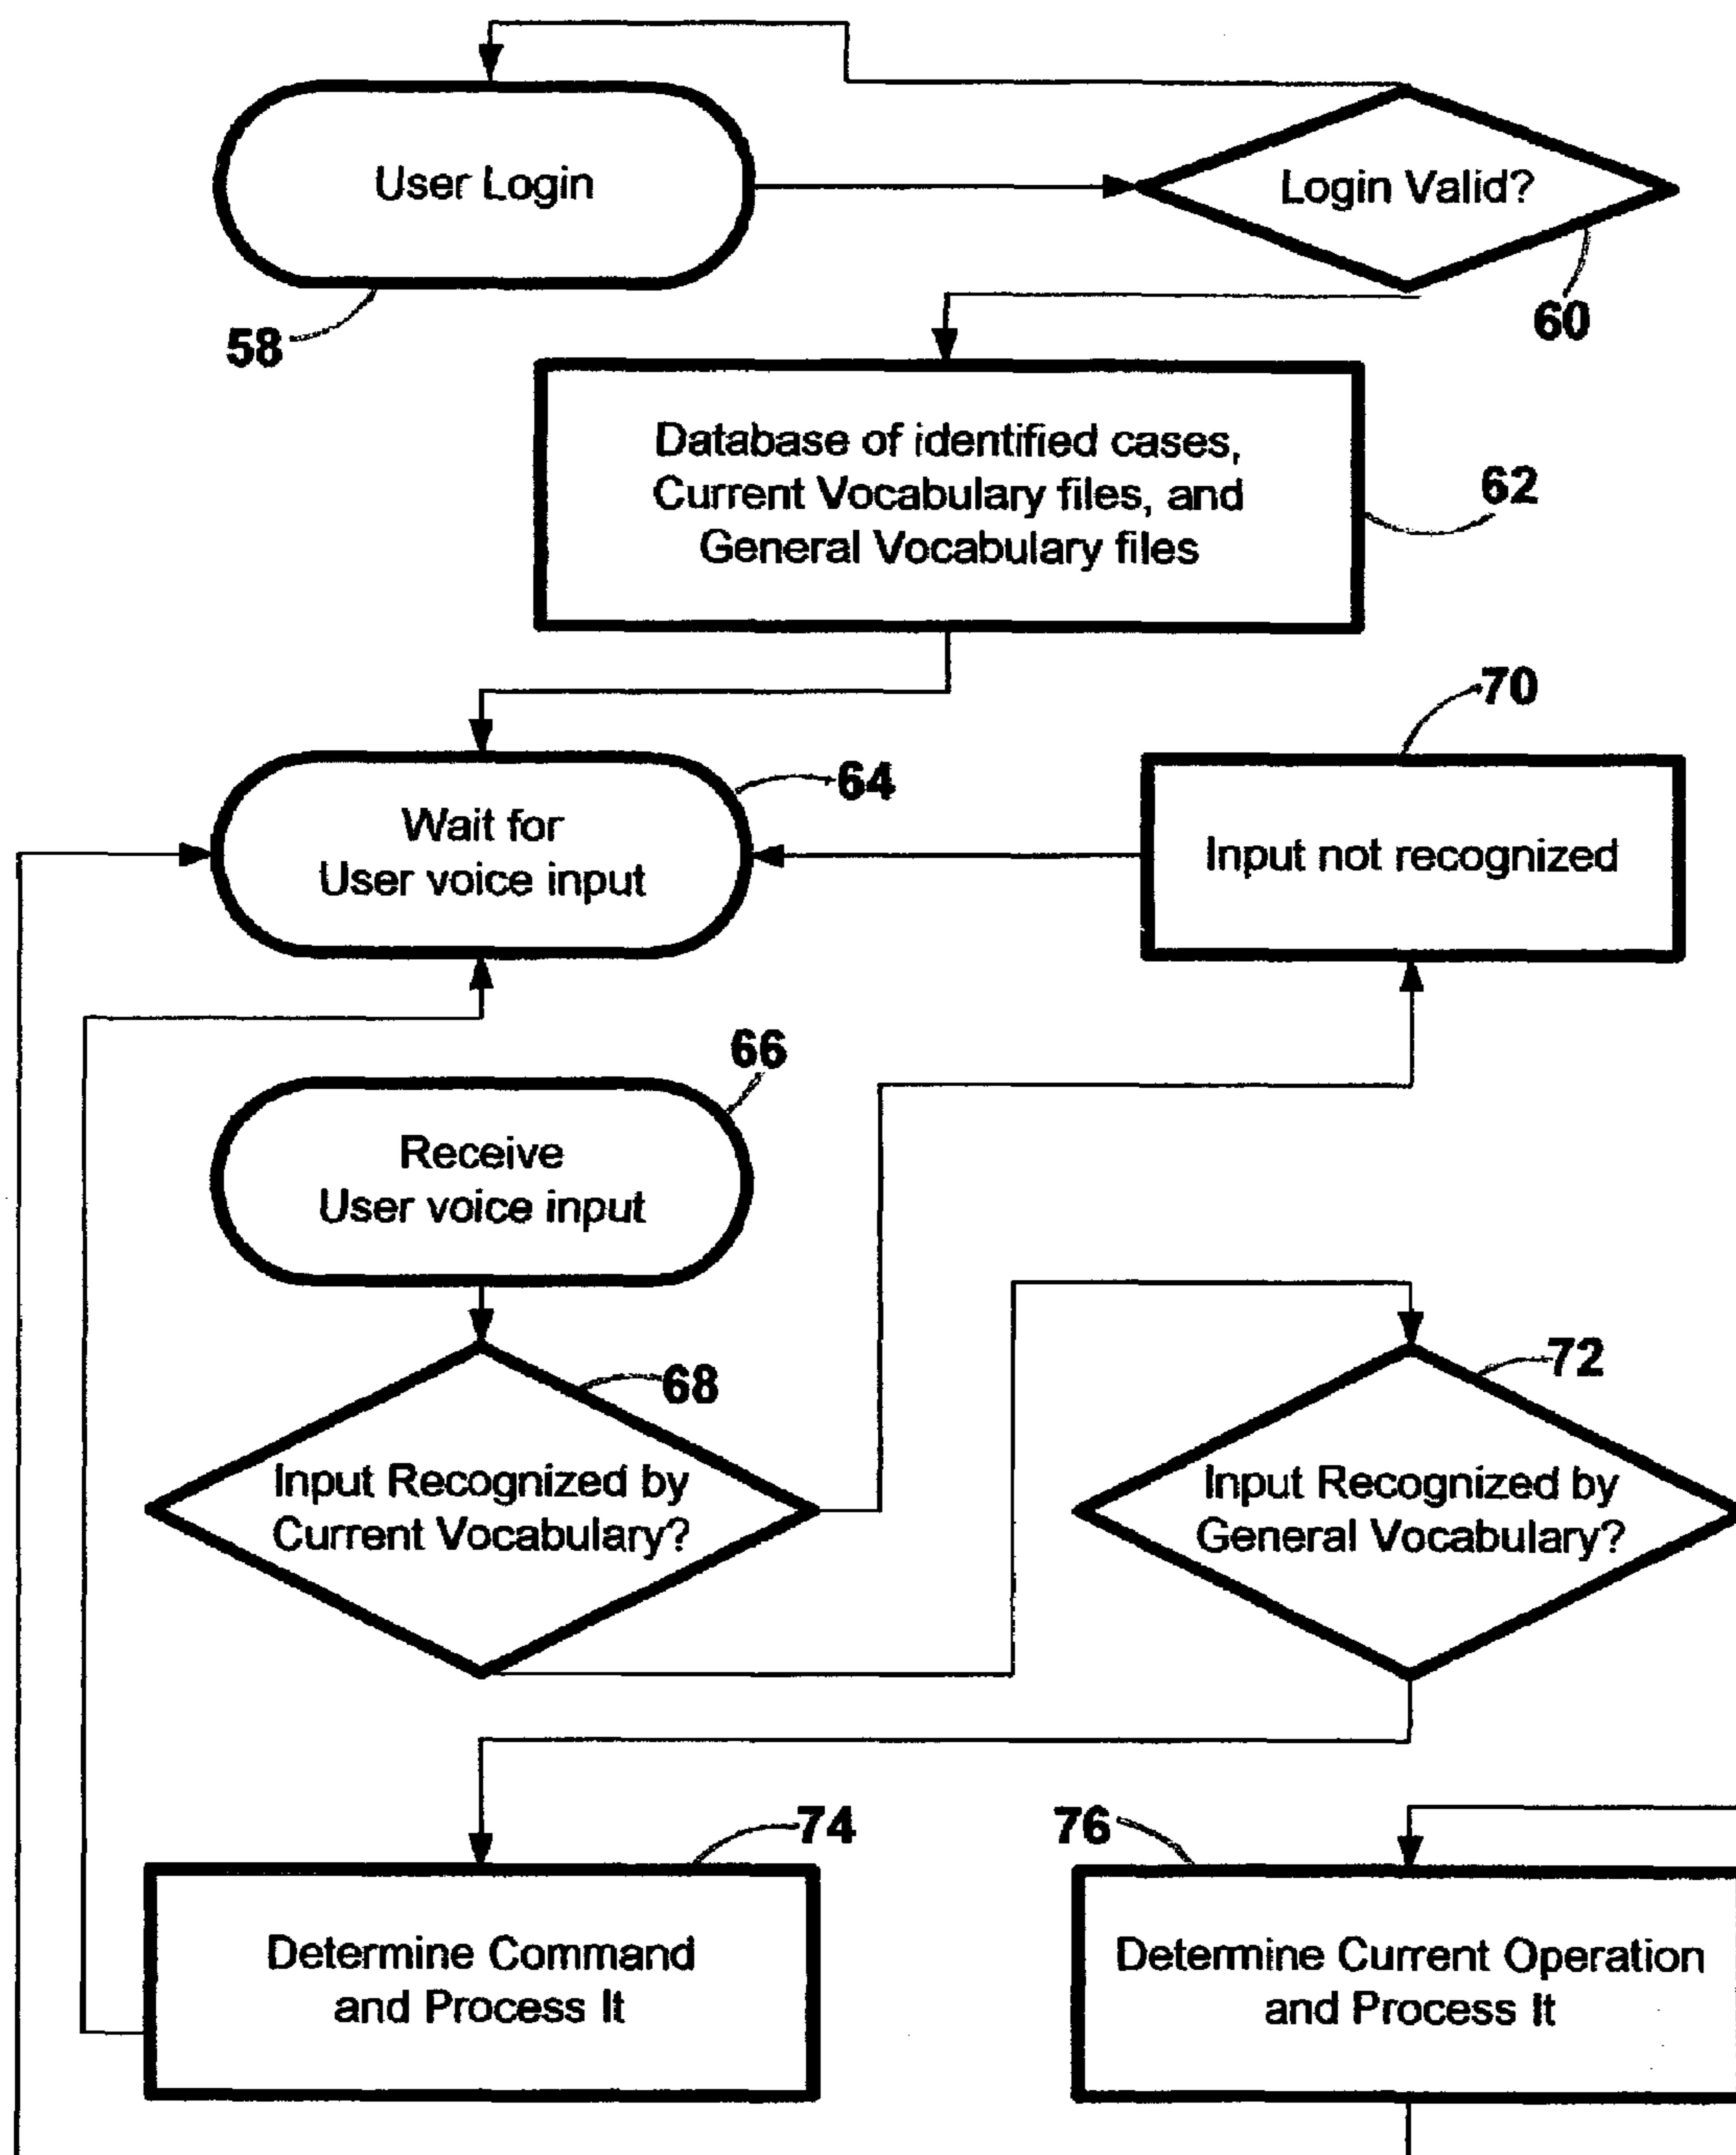 User Login
Login Valid?
58
60
Database of identified cases,
Current Vocabulary files, and
General Vocabulary files
62
70
Wait for
User voice input
64
Input not recognized
66
Receive
User voice input
68
72
Input Recognized by
Current Vocabulary?
Input Recognized by
General Vocabulary?
74
76
Determine Command
and Process It
Determine Current Operation
and Process It